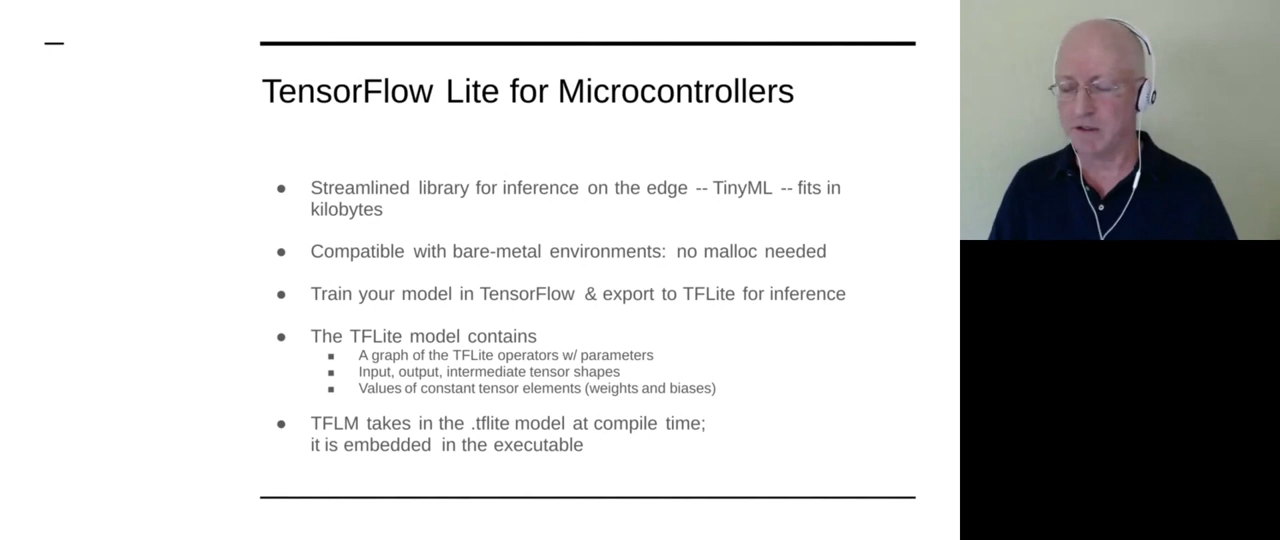 TensorFlow Lite for Microcontrollers
● Streamlined library for inference on the edge -- TinyML -- fits in
kilobytes
● Compatible with bare-metal environments: no malloc needed
● Train your model in TensorFlow & export to TFLite for inference
● The TFLite model contains
▪ A graph of the TFLite operators w/ parameters
▪ Input, output, intermediate tensor shapes
▪ Values of constant tensor elements (weights and biases)
● TFLM takes in the .tflite model at compile time;
it is embedded in the executable